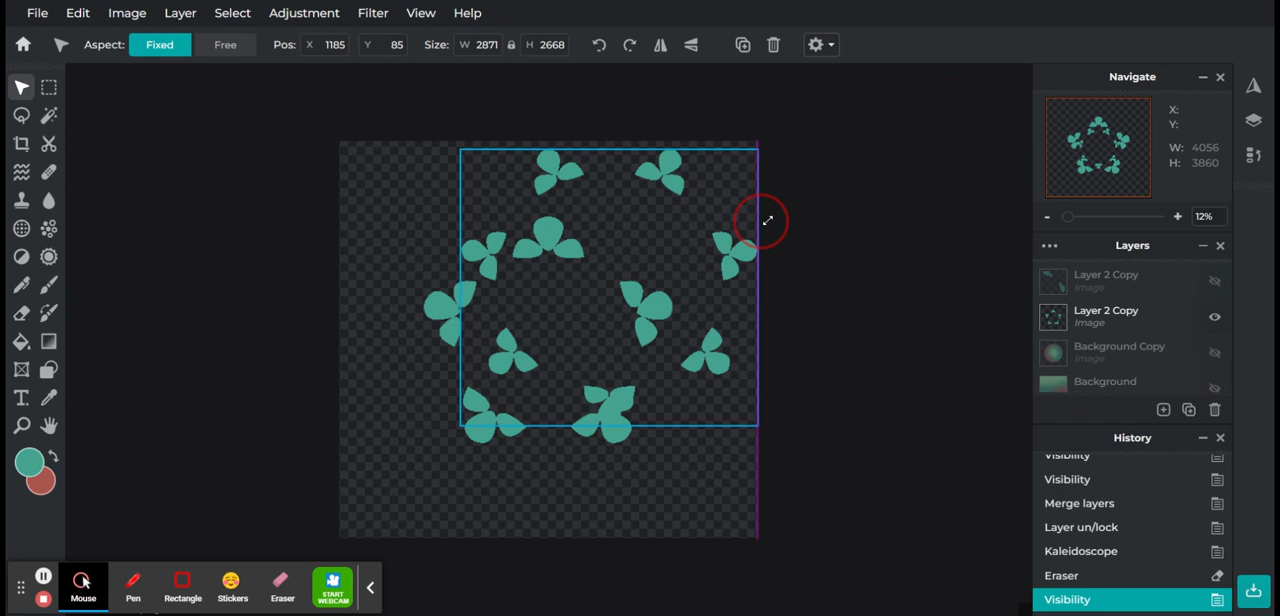 File Edit Image Layer Select Adjustment Filter View Help
Aspect: Fixed Free Pos: X 1185 Y 85 Size: W 2871 H 2668
Navigate
X:
Y:
W: 4056
H: 3860
- + 12%
Layers
Layer 2 Copy
Image
Layer 2 Copy
Image
Background Copy
Image
Background
History
Visibility
Visibility
Merge layers
Layer un/lock
Kaleidoscope
Eraser
Visibility
T
START
WEBCAM
Mouse Pen Rectangle Stickers Eraser